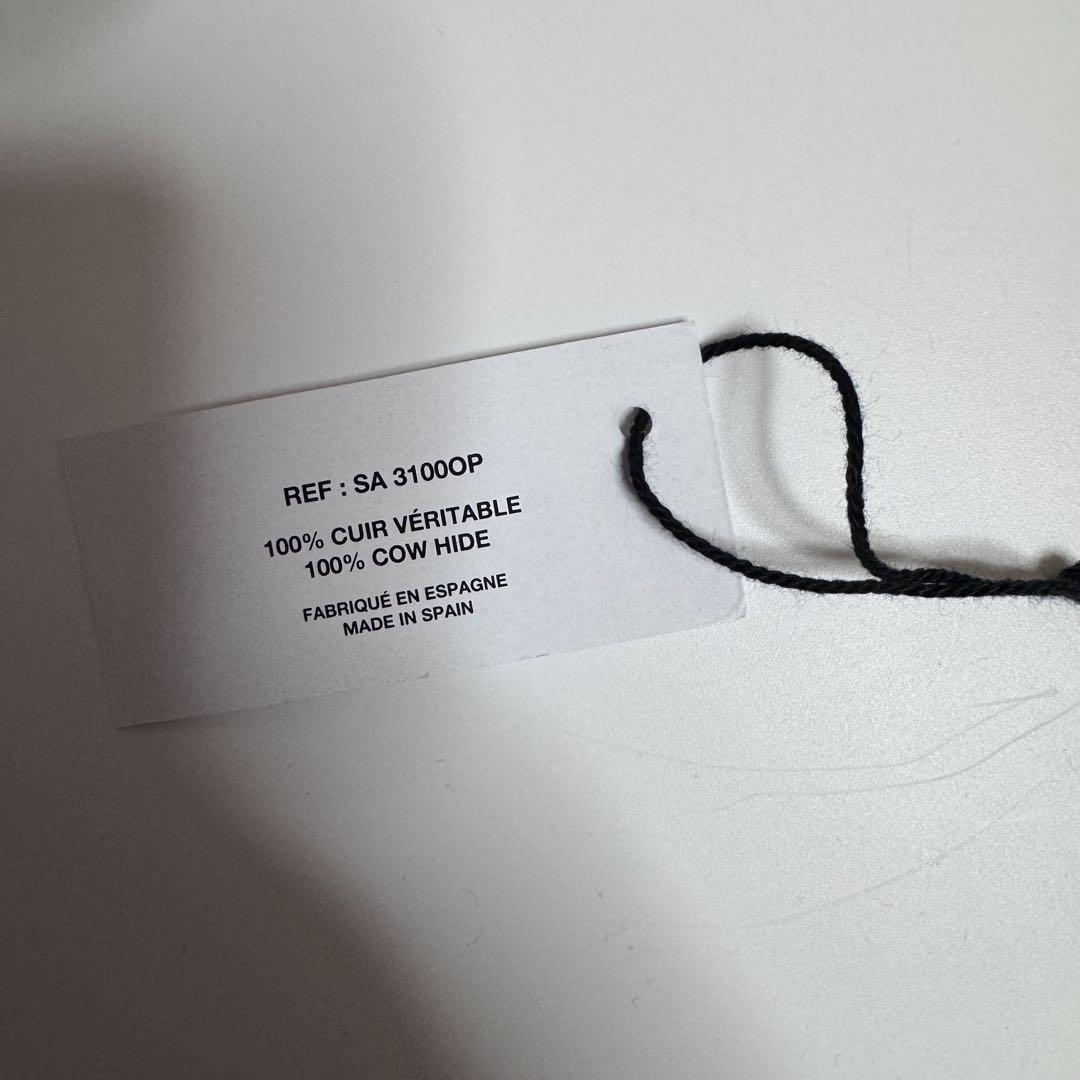 REF : SA 3100OP
100% CUIR VÉRITABLE
100% COW HIDE
FABRIQUÉ EN ESPAGNE
MADE IN SPAIN